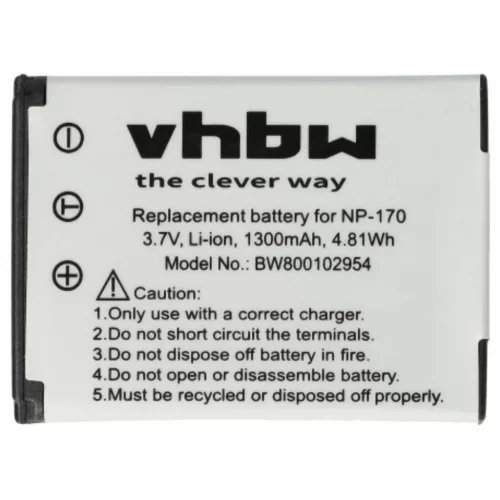 vhbw
the clever way
Replacement battery for NP-170
3.7V, Li-ion, 1300mAh, 4.81Wh
Model No.: BW800102954
Caution:
1.Only use with a correct charger.
2.Do not short circuit the terminals.
3.Do not dispose off battery in fire.
4.Do not open or disassemble battery.
5.Must be recycled or disposed off properly.
T